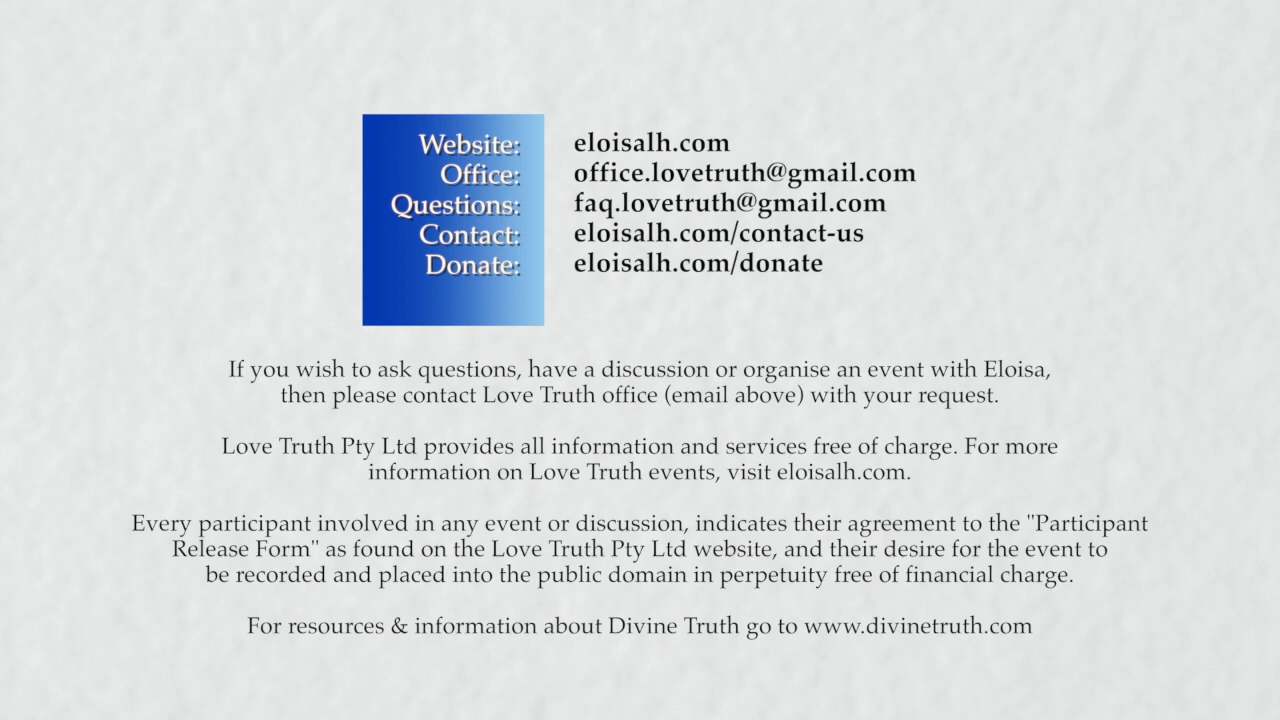 Website: eloisalh.com
Office: office.lovetruth@gmail.com
Questions: faq.lovetruth@gmail.com
Contact: eloisalh.com/contact-us
Donate: eloisalh.com/donate
If you wish to ask questions, have a discussion or organise an event with Eloisa,
then please contact Love Truth office (email above) with your request.
Love Truth Pty Ltd provides all information and services free of charge. For more
information on Love Truth events, visit eloisalh.com.
Every participant involved in any event or discussion, indicates their agreement to the "Participant
Release Form" as found on the Love Truth Pty Ltd website, and their desire for the event to
be recorded and placed into the public domain in perpetuity free of financial charge.
For resources & information about Divine Truth go to www.divinetruth.com